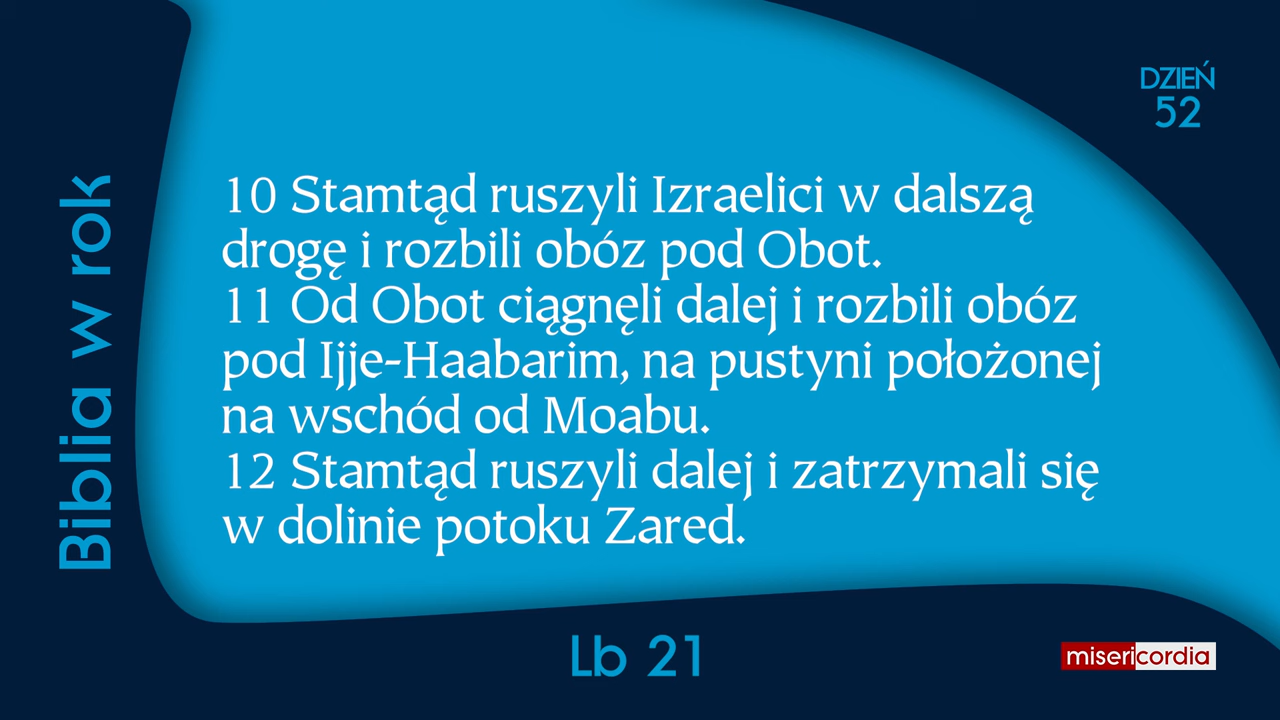 DZIEŃ
52
Biblia w rok
10 Stamtąd ruszyli Izraelici w dalszą
drogę i rozbili obóz pod Obot.
11 Od Obot ciągnęli dalej i rozbili obóz
pod Ijje-Haabarim, na pustyni położonej
na wschód od Moabu.
12 Stamtąd ruszyli dalej i zatrzymali się
w dolinie potoku Zared.
Lb 21
misericordia